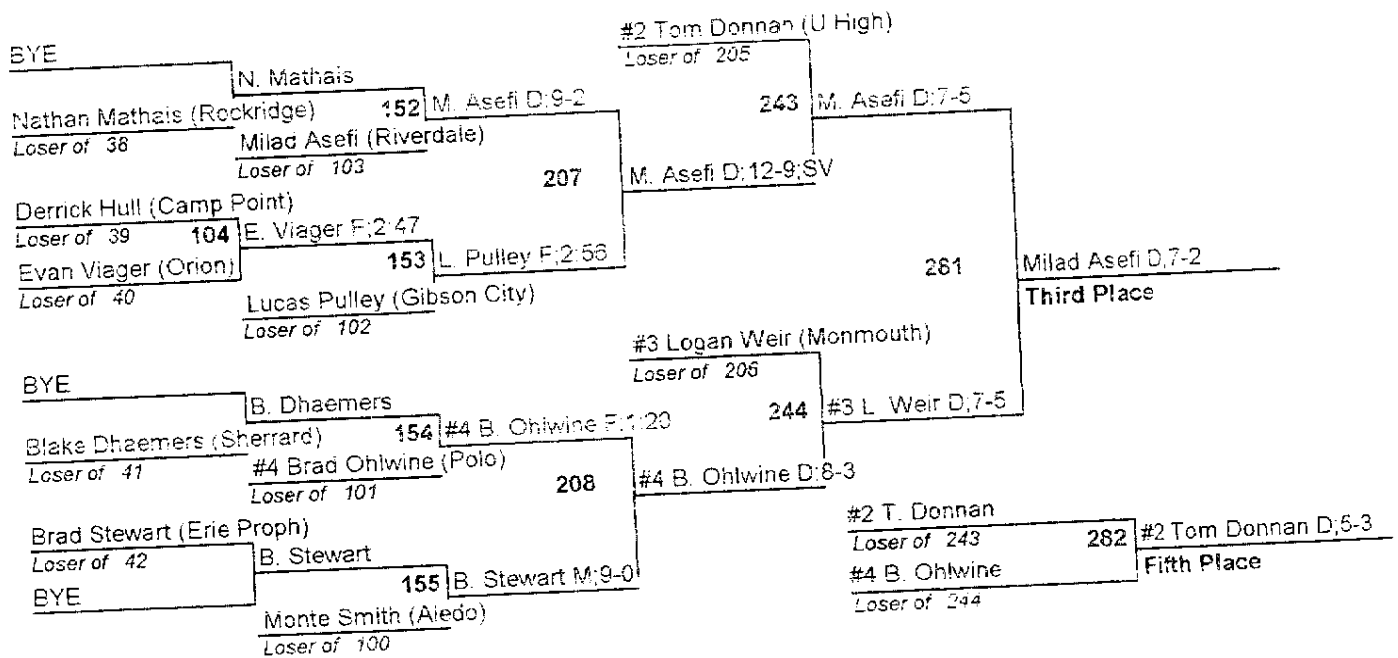 BYE
N. Mathais
Nathan Mathais (Rockridge)
Loser of 38
152
M. Asefi D;9-2
Milad Asefi (Riverdale)
Loser of 103
207
M. Asefi D;12-9;SV
Derrick Hull (Camp Point)
Loser of 39
104
E. Viager F;2:47
Evan Viager (Orion)
Loser of 40
153
L. Pulley F;2:56
Lucas Pulley (Gibson City)
Loser of 102
#2 Tom Donnan (U High)
Loser of 205
243
M. Asefi D;7-5
281
Milad Asefi D,7-2
Third Place
BYE
B. Dhaemers
Blake Dhaemers (Sherrard)
Loser of 41
154
#4 B. Ohlwine F;1:20
#4 Brad Ohlwine (Polo)
Loser of 101
208
#4 B. Ohlwine D;8-3
Brad Stewart (Erie Proph)
Loser of 42
B. Stewart
BYE
155
B. Stewart M;9-0
Monte Smith (Aledo)
Loser of 100
#3 Logan Weir (Monmouth)
Loser of 206
244
#3 L. Weir D;7-5
#2 T. Donnan
Loser of 243
282
#2 Tom Donnan D;5-3
#4 B. Ohlwine
Fifth Place
Loser of 244